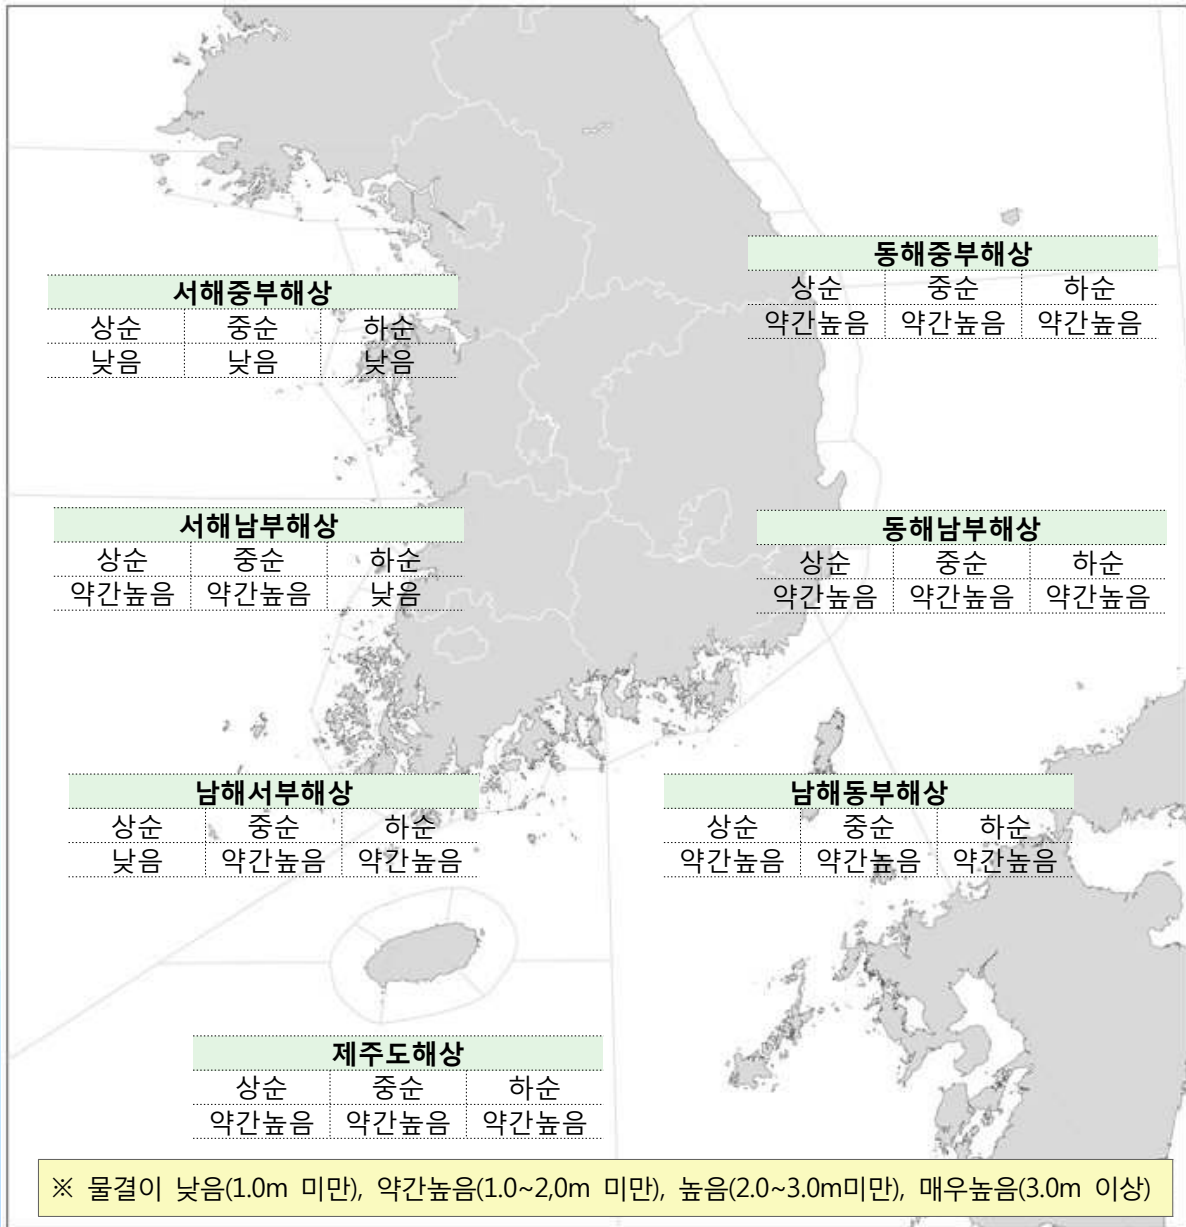 동해중부해상
상순 중순 하순
약간높음 약간높음 약간높음
서해중부해상
상순 중순 하순
낮음 낮음 낮음
서해남부해상
상순 중순 하순
약간높음 약간높음 낮음
동해남부해상
상순 중순 하순
약간높음 약간높음 약간높음
남해서부해상
상순 중순 하순
낮음 약간높음 약간높음
남해동부해상
상순 중순 하순
약간높음 약간높음 약간높음
제주도해상
상순 중순 하순
약간높음 약간높음 약간높음
※ 물결이 낮음(1.0m 미만), 약간높음(1.0~2,0m 미만), 높음(2.0~3.0m미만), 매우높음(3.0m 이상)